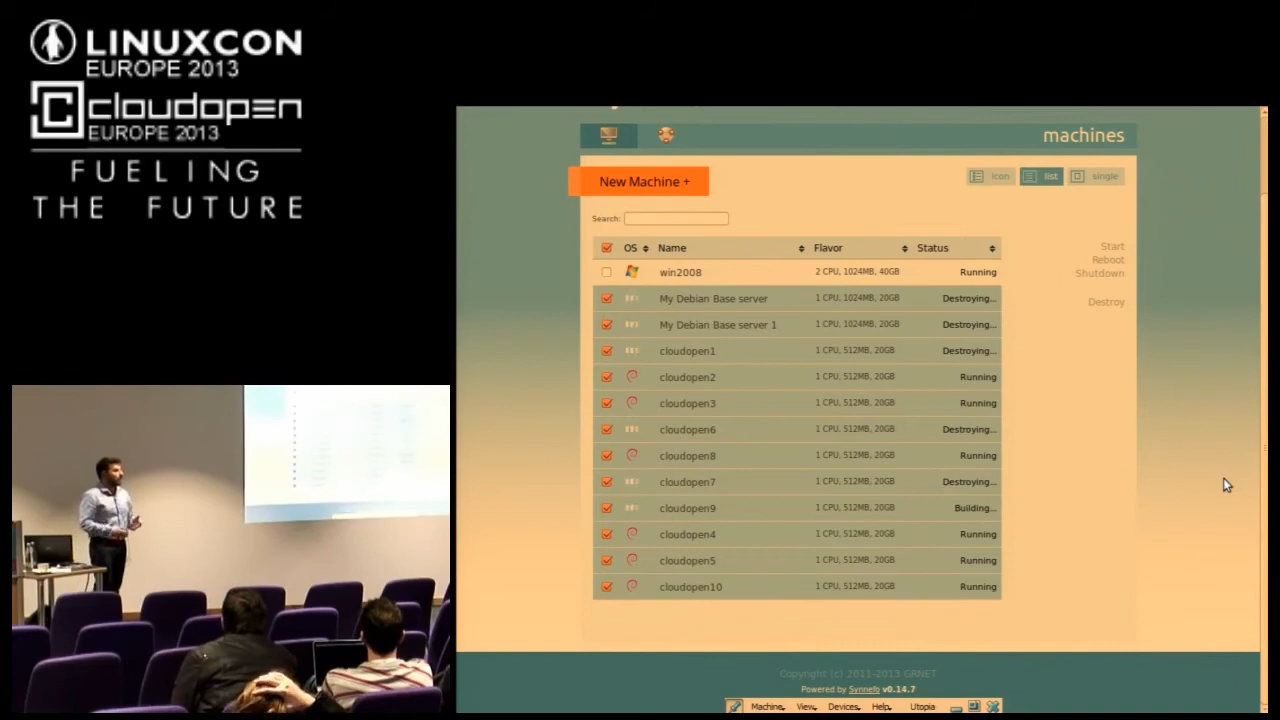 LINUXCON
EUROPE 2013
cloudopen
EUROPE 2013
FUELING
THE FUTURE
machines
New Machine +
icon list single
Search:
OS Name Flavor Status
win2008 2 CPU, 1024MB, 40GB Running
My Debian Base server 1 CPU, 1024MB, 20GB Destroying...
My Debian Base server 1 1 CPU, 1024MB, 20GB Destroying...
cloudopen1 1 CPU, 512MB, 20GB Destroying...
cloudopen2 1 CPU, 512MB, 20GB Running
cloudopen3 1 CPU, 512MB, 20GB Running
cloudopen6 1 CPU, 512MB, 20GB Destroying...
cloudopen8 1 CPU, 512MB, 20GB Running
cloudopen7 1 CPU, 512MB, 20GB Destroying...
cloudopen9 1 CPU, 512MB, 20GB Building...
cloudopen4 1 CPU, 512MB, 20GB Running
cloudopen5 1 CPU, 512MB, 20GB Running
cloudopen10 1 CPU, 512MB, 20GB Running
Start
Reboot
Shutdown
Destroy
Copyright (c) 2011-2013 GRNET
Powered by Synnefo v0.14.7
Machine View Devices Help Utopia